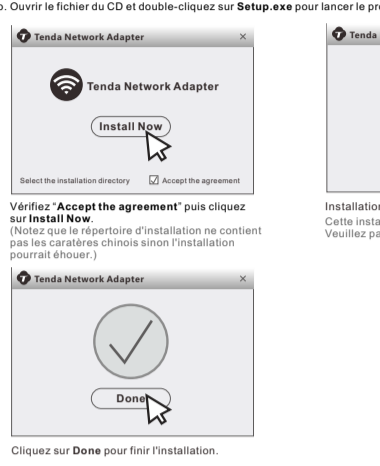 . Ouvrir le fichier du CD et double-cliquez sur Setup.exe pour lancer le
Tenda Network Adapter ×
Tenda Network Adapter
Install Now
Select the installation directory Accept the agreement
Vérifiez “Accept the agreement” puis cliquez
sur Install Now.
(Notez que le répertoire d'installation ne contient
pas les caratères chinois sinon l'installation
pourrait éhouer.)
Tenda
Installation
Cette
Veuillez
Tenda Network Adapter ×
Done
Cliquez sur Done pour finir l'installation.